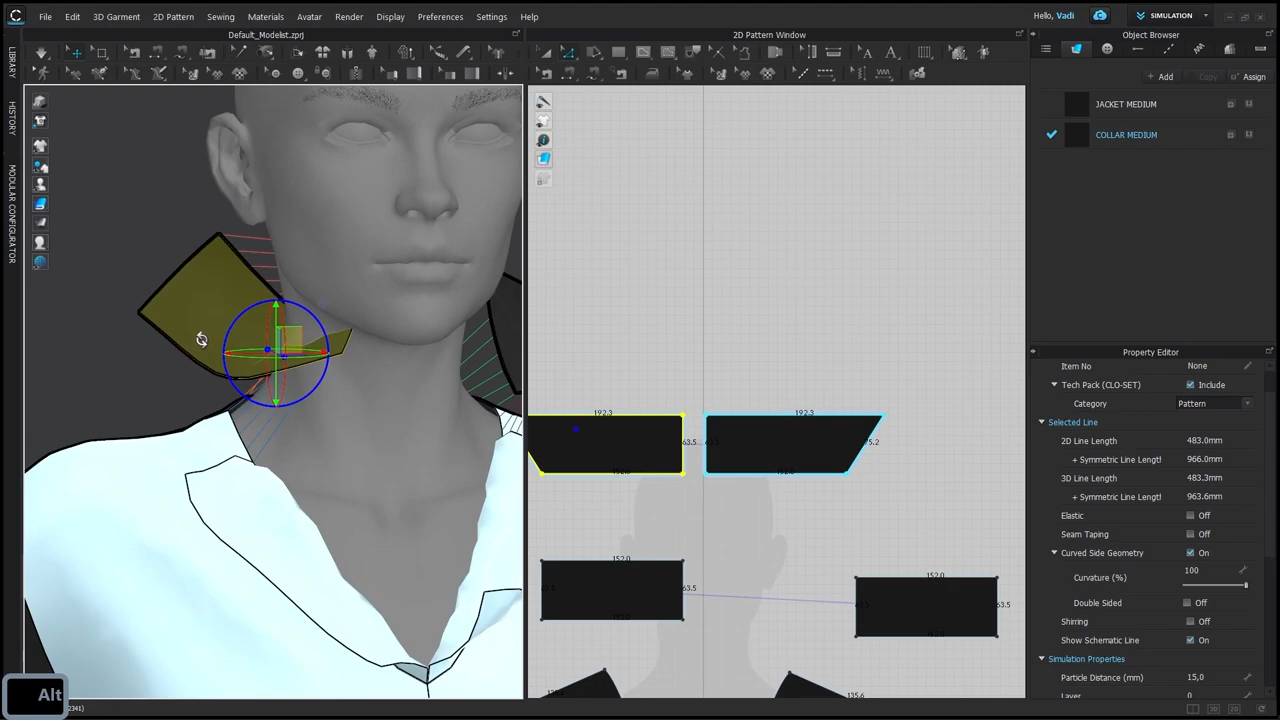 File Edit 3D Garment 2D Pattern Sewing Materials Avatar Render Display Preferences Settings Help
Hello, Vadi
SIMULATION
Default_Modelist.zprj
2D Pattern Window
Object Browser
LIBRARY
HISTORY
MODULAR CONFIGURATOR
+ Add Copy Assign
JACKET MEDIUM
COLLAR MEDIUM
192.3
192.3
63.5
75.2
152.0
63.5
152.0
63.5
135.6
Property Editor
Item No None
Tech Pack (CLO-SET) Include
Category Pattern
Selected Line
2D Line Length 483.0mm
+ Symmetric Line Length 966.0mm
3D Line Length 483.3mm
+ Symmetric Line Length 963.6mm
Elastic Off
Seam Taping Off
Curved Side Geometry On
Curvature (%) 100
Double Sided Off
Shirring Off
Show Schematic Line On
Simulation Properties
Particle Distance (mm) 15,0
Layer 0
Alt
2341)
3D 2D